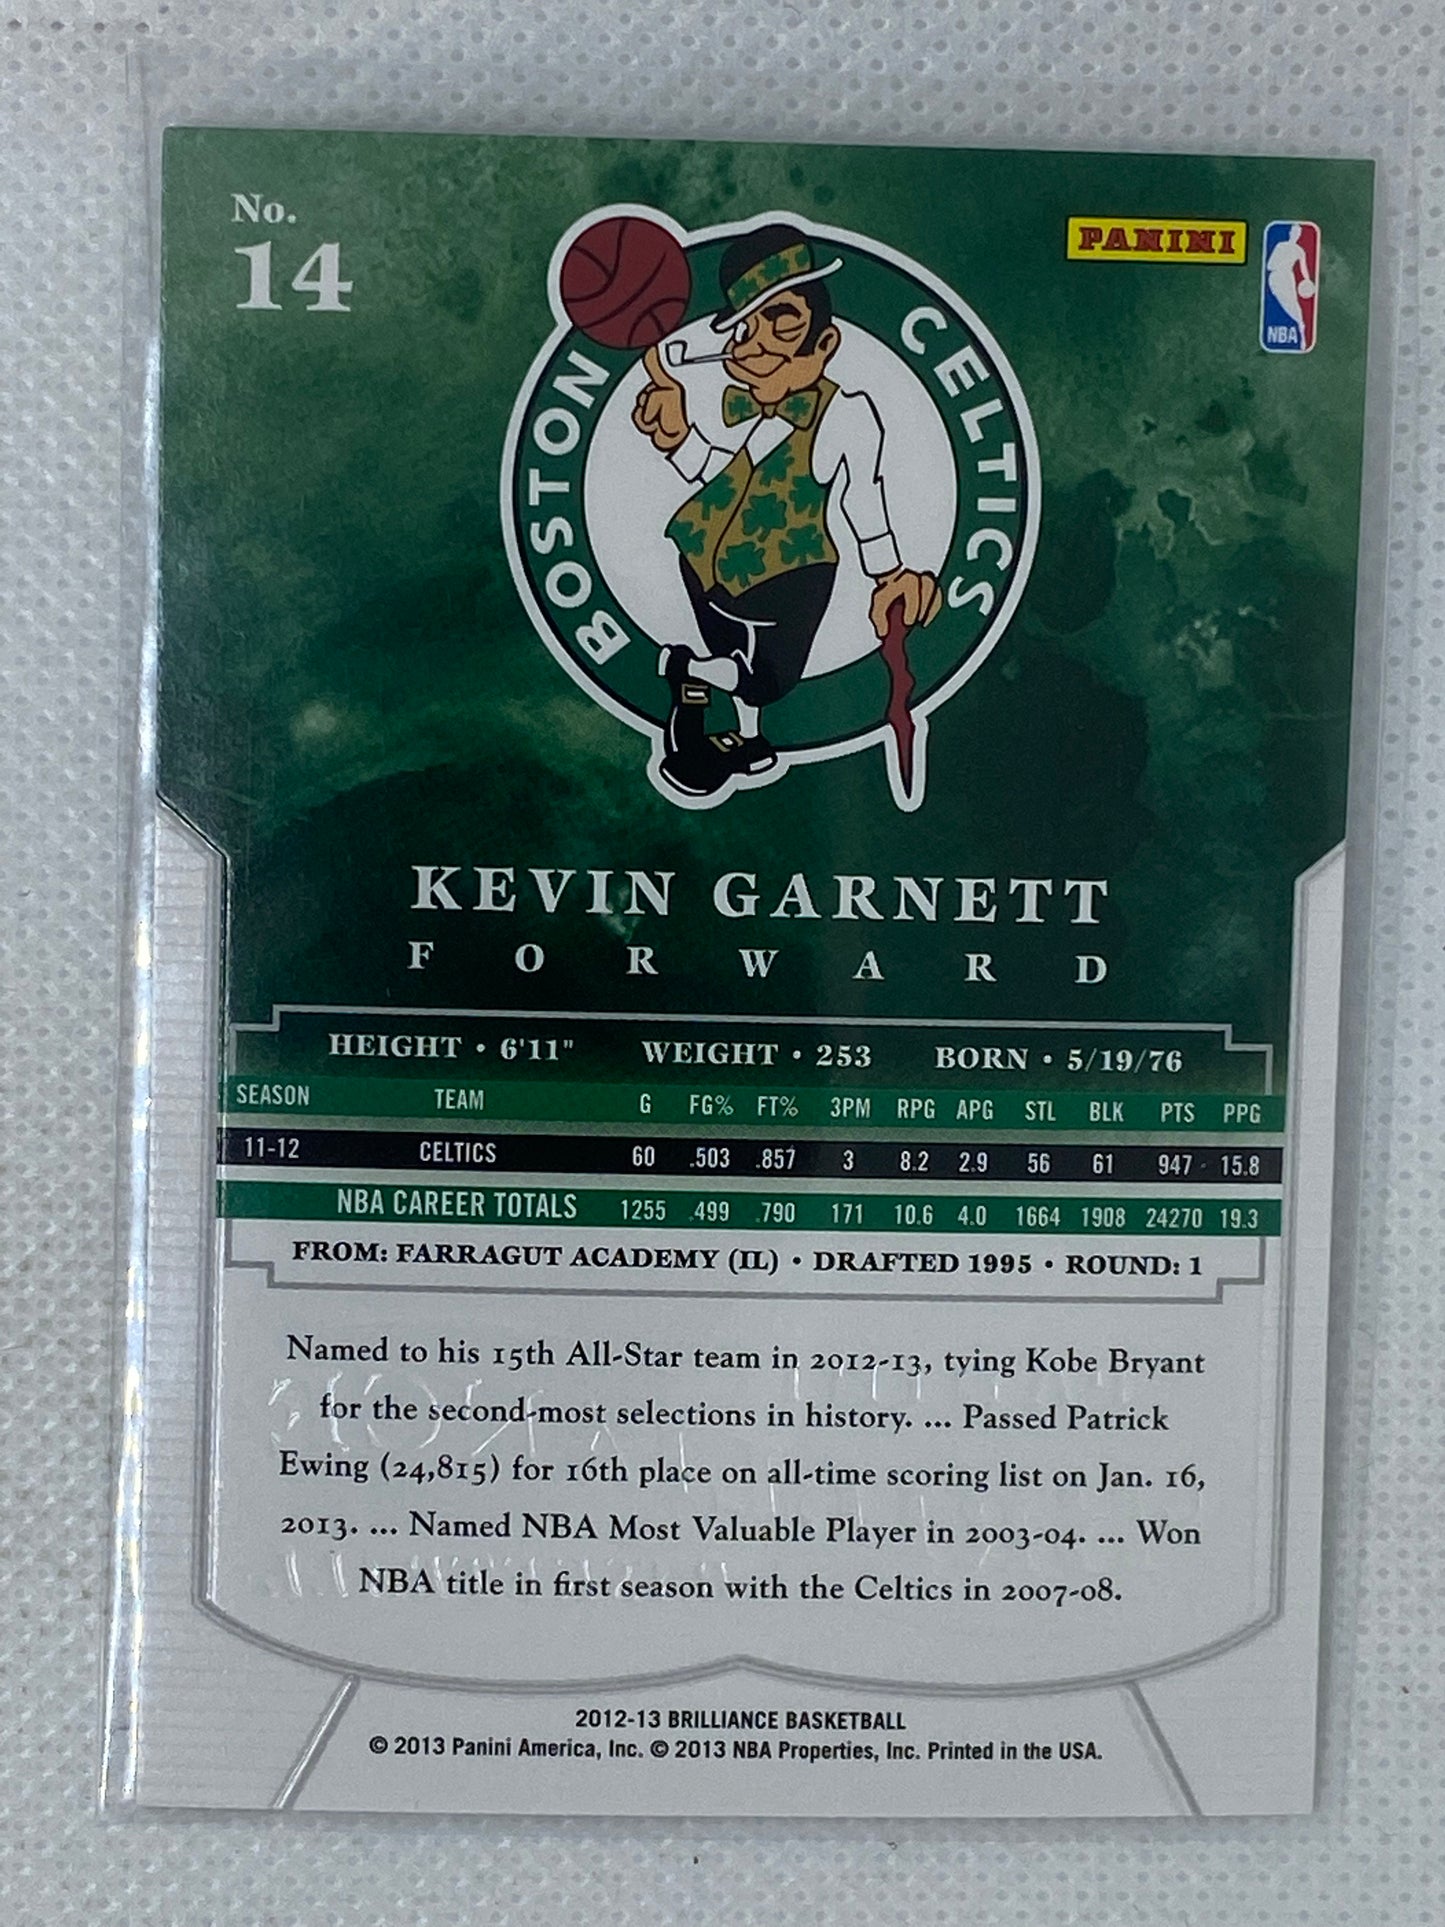 No.
14
BOSTON CELTICS
PANINI
NBA
KEVIN GARNETT
FORWARD
HEIGHT • 6'11" WEIGHT • 253 BORN • 5/19/76
SEASON TEAM G FG% FT% 3PM RPG APG STL BLK PTS PPG
11-12 CELTICS 60 .503 .857 3 8.2 2.9 56 61 947 15.8
NBA CAREER TOTALS 1255 .499 .790 171 10.6 4.0 1664 1908 24270 19.3
FROM: FARRAGUT ACADEMY (IL) • DRAFTED 1995 • ROUND: 1
Named to his 15th All-Star team in 2012-13, tying Kobe Bryant
for the second-most selections in history. ... Passed Patrick
Ewing (24,815) for 16th place on all-time scoring list on Jan. 16,
2013. ... Named NBA Most Valuable Player in 2003-04. ... Won
NBA title in first season with the Celtics in 2007-08.
2012-13 BRILLIANCE BASKETBALL
© 2013 Panini America, Inc. © 2013 NBA Properties, Inc. Printed in the USA.